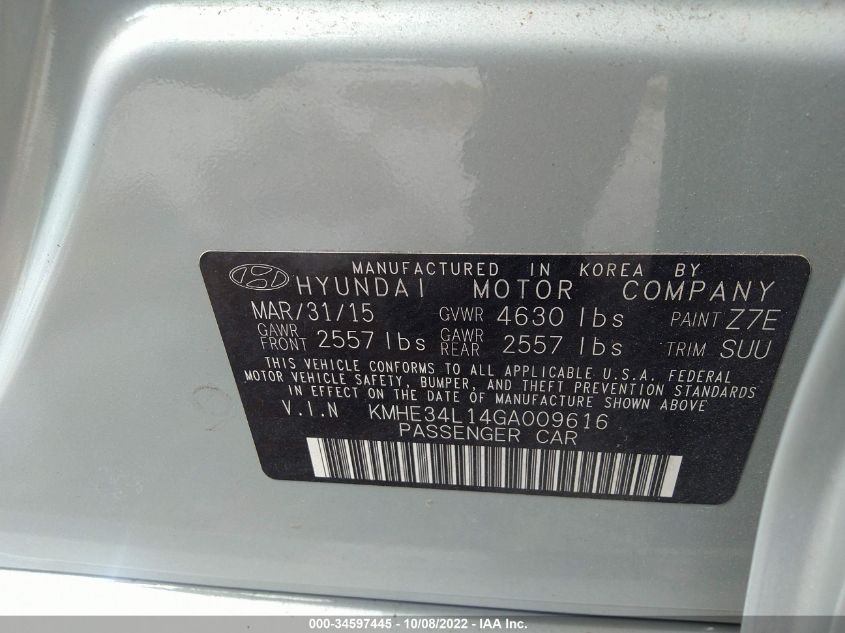 MANUFACTURED IN KOREA BY
HYUNDAI MOTOR COMPANY
MAR/31/15 GVWR 4630 lbs PAINT Z7E
GAWR FRONT 2557 lbs GAWR REAR 2557 lbs TRIM SUU
THIS VEHICLE CONFORMS TO ALL APPLICABLE U.S.A. FEDERAL
MOTOR VEHICLE SAFETY, BUMPER, AND THEFT PREVENTION STANDARDS
IN EFFECT ON THE DATE OF MANUFACTURE SHOWN ABOVE
V.I.N KMHE34L14GA009616
PASSENGER CAR
000-34597445 - 10/08/2022 - IAA Inc.